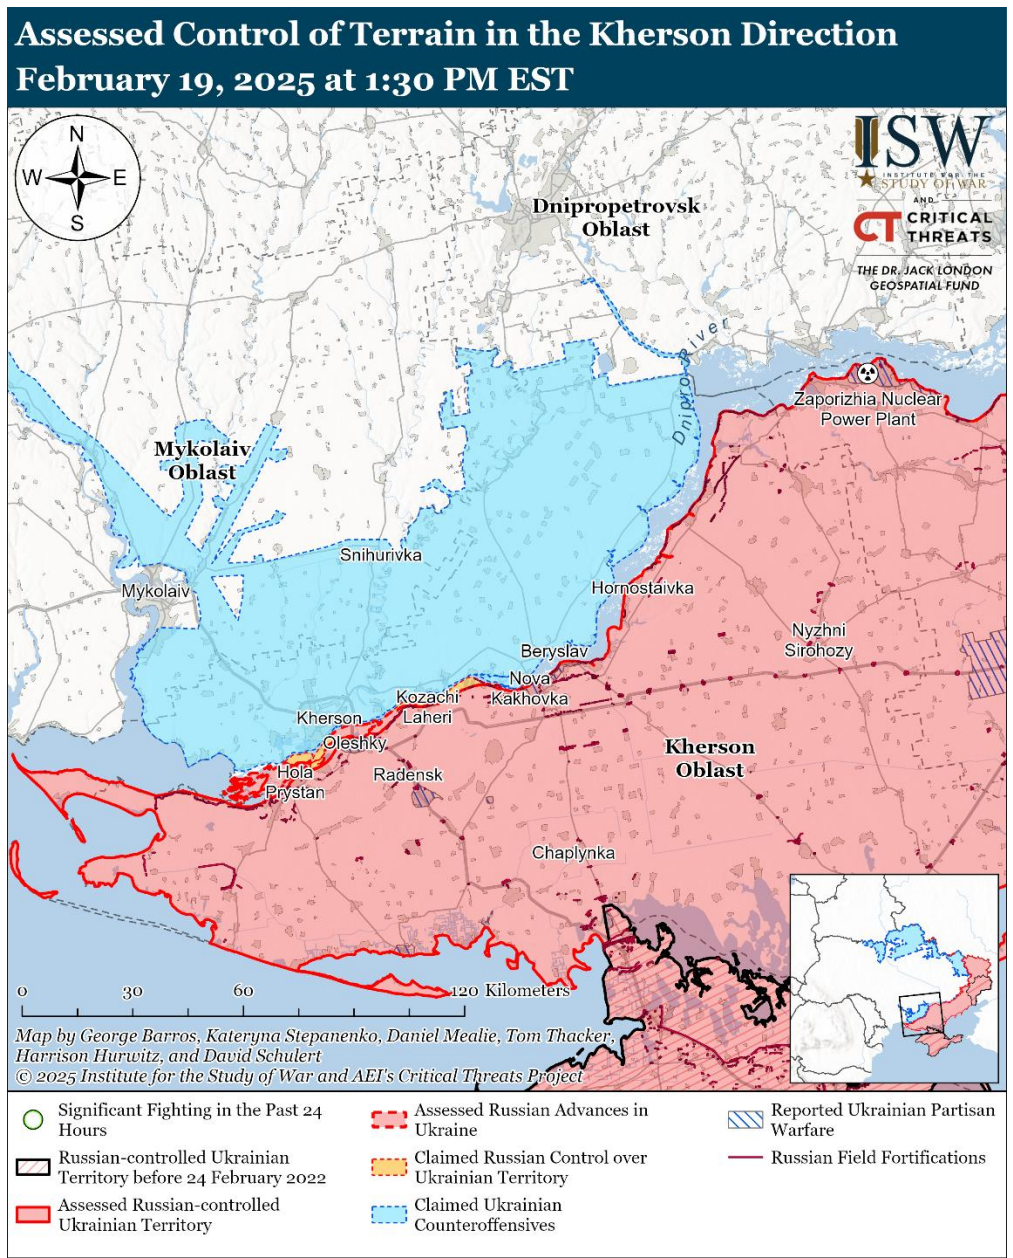 Assessed Control of Terrain in the Kherson Direction
February 19, 2025 at 1:30 PM EST
N
W
E
S
ISW
INSTITUTE FOR THE
STUDY OF WAR
AND
CT CRITICAL
THREATS
THE DR. JACK LONDON
GEOSPATIAL FUND
Dnipropetrovsk
Oblast
Dnipro River
Zaporizhia Nuclear
Power Plant
Mykolaiv
Oblast
Snihurivka
Mykolaiv
Hornostaivka
Nyzhni
Sirohozy
Beryslav
Nova
Kakhovka
Kozachi
Laheri
Kherson
Oleshky
Kherson
Oblast
Hola
Prystan
Radensk
Chaplynka
0 30 60 120 Kilometers
Map by George Barros, Kateryna Stepanenko, Daniel Mealie, Tom Thacker,
Harrison Hurwitz, and David Schulert
© 2025 Institute for the Study of War and AEI's Critical Threats Project
Significant Fighting in the Past 24
Hours
Russian-controlled Ukrainian
Territory before 24 February 2022
Assessed Russian-controlled
Ukrainian Territory
Assessed Russian Advances in
Ukraine
Claimed Russian Control over
Ukrainian Territory
Claimed Ukrainian
Counteroffensives
Reported Ukrainian Partisan
Warfare
Russian Field Fortifications